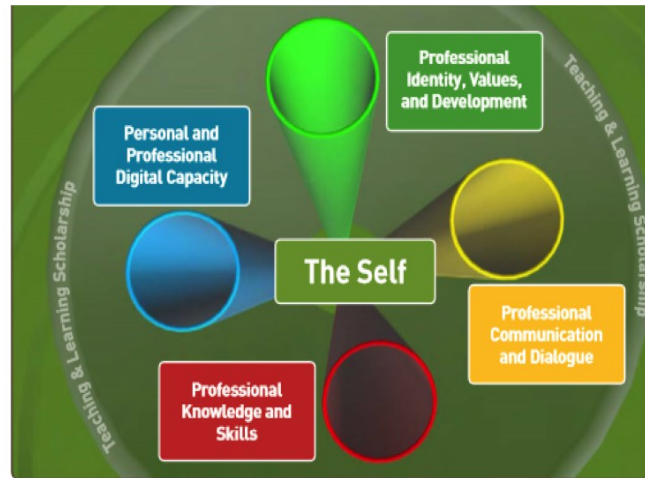 Professional
Identity, Values,
and Development
Teaching & Learning Scholarship
Personal and
Professional
Digital Capacity
Teaching & Learning Scholarship
The Self
Professional
Communication
and Dialogue
Professional
Knowledge and
Skills